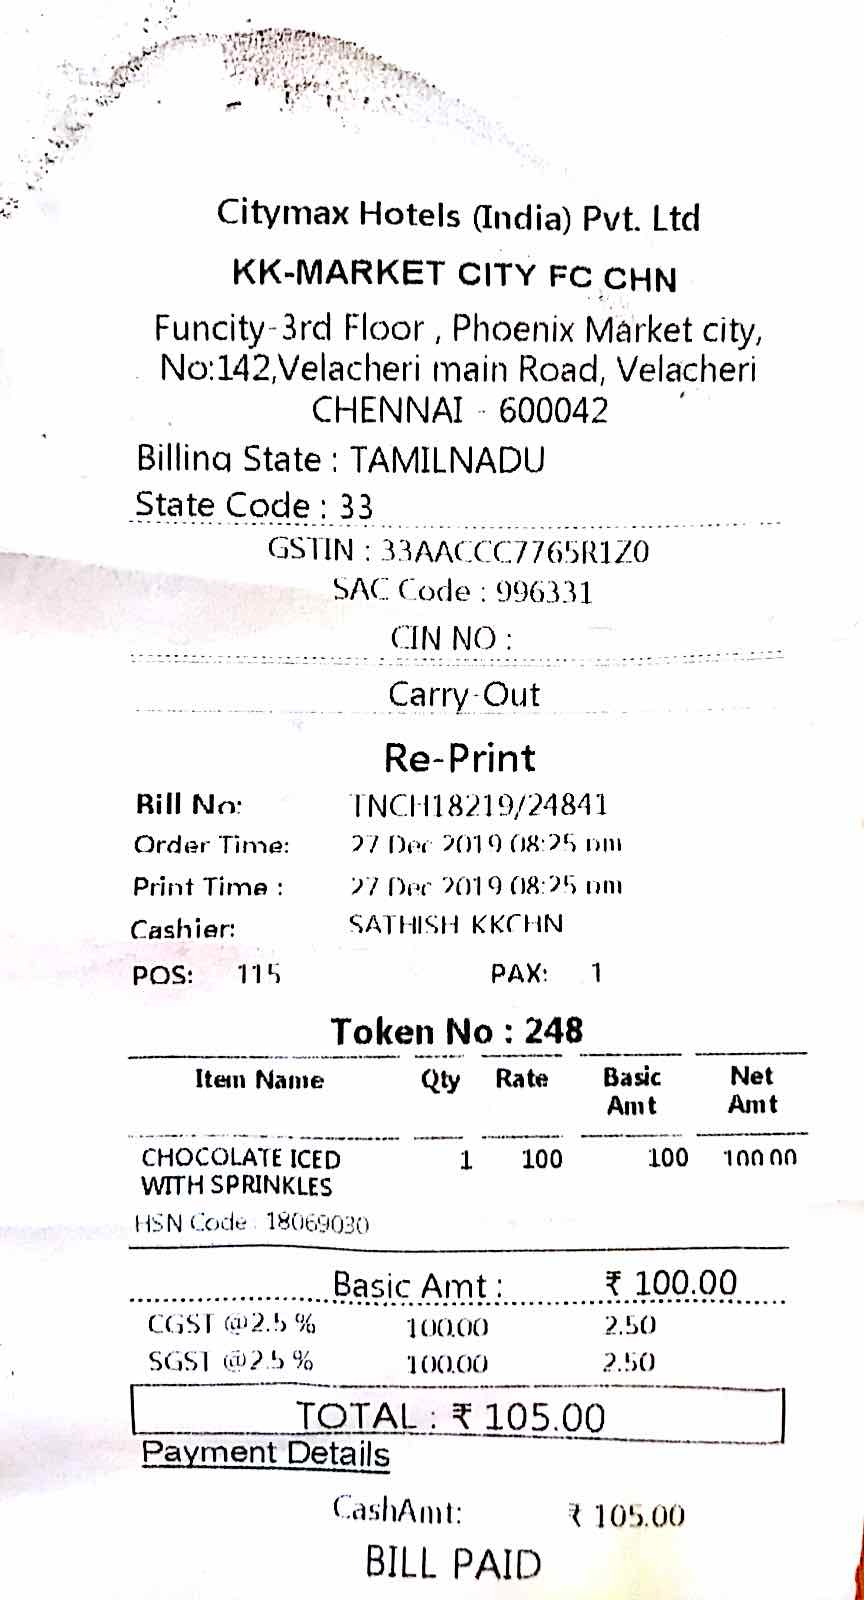 Citymax Hotels (India) Pvt. Ltd
KK-MARKET CITY FC CHN
Funcity-3rd Floor , Phoenix Market city,
No:142,Velacheri main Road, Velacheri
CHENNAI - 600042
Billing State : TAMILNADU
State Code : 33
GSTIN : 33AACCC7765R1Z0
SAC Code : 996331
CIN NO :
Carry-Out
Re-Print
Bill No: TNCH18219/24841
Order Time: 27 Dec 2019 08:25 pm
Print Time : 27 Dec 2019 08:25 pm
Cashier: SATHISH KKCHN
POS: 115 PAX: 1
Token No : 248
Item Name Qty Rate Basic Net
Amt Amt
CHOCOLATE ICED 1 100 100 100.00
WITH SPRINKLES
HSN Code : 18069030
Basic Amt : ₹ 100.00
CGST @2.5 % 100.00 2.50
SGST @2.5 % 100.00 2.50
TOTAL : ₹ 105.00
Payment Details
CashAmt: ₹ 105.00
BILL PAID